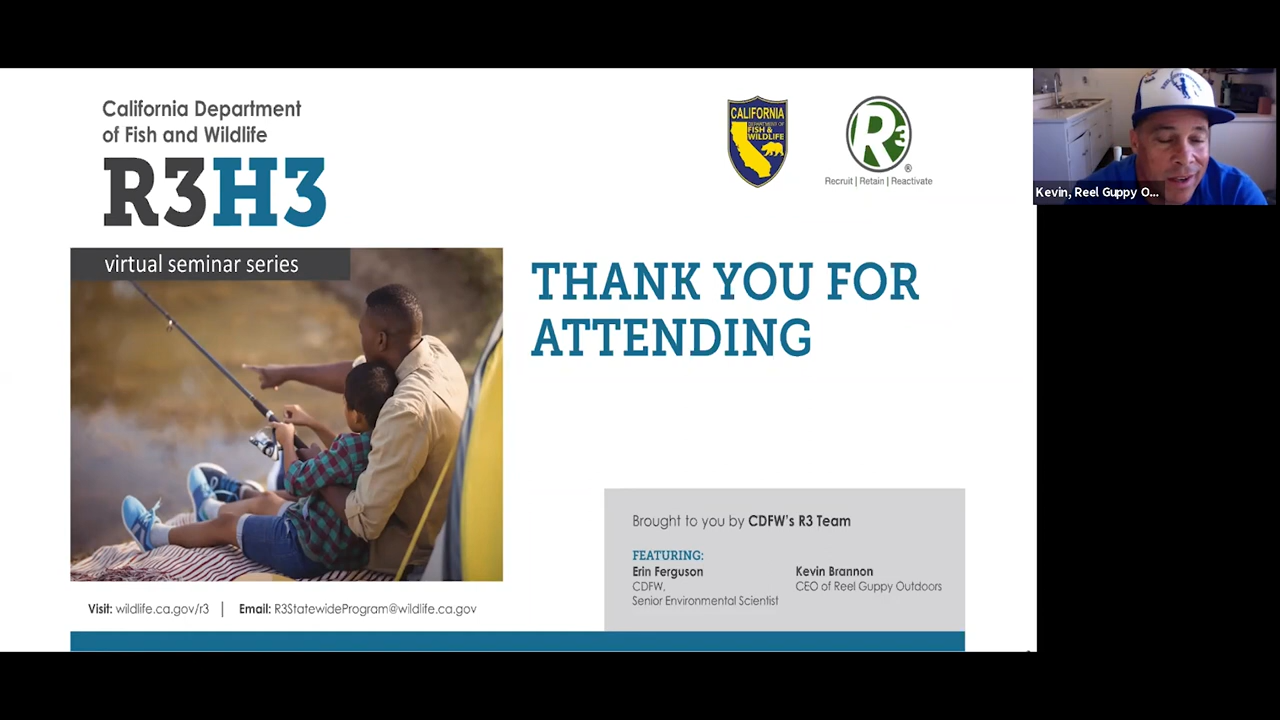 California Department
of Fish and Wildlife
R3H3
virtual seminar series
CALIFORNIA
DEPARTMENT OF
FISH &
WILDLIFE
R3
®
Recruit | Retain | Reactivate
Kevin, Reel Guppy O...
THANK YOU FOR
ATTENDING
Brought to you by CDFW's R3 Team
FEATURING:
Erin Ferguson
CDFW,
Senior Environmental Scientist
Kevin Brannon
CEO of Reel Guppy Outdoors
Visit: wildlife.ca.gov/r3 | Email: R3StatewideProgram@wildlife.ca.gov